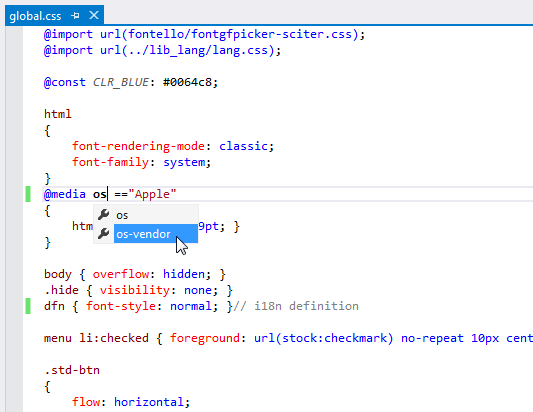 global.css
@import url(fontello/fontgfpicker-sciter.css);
@import url(../lib_lang/lang.css);
@const CLR_BLUE: #0064c8;
html
{
font-rendering-mode: classic;
font-family: system;
}
@media os =="Apple"
{
htm 9pt; }
os
os-vendor
}
body { overflow: hidden; }
.hide { visibility: none; }
dfn { font-style: normal; }// i18n definition
menu li:checked { foreground: url(stock:checkmark) no-repeat 10px cent
.std-btn
{
flow: horizontal;